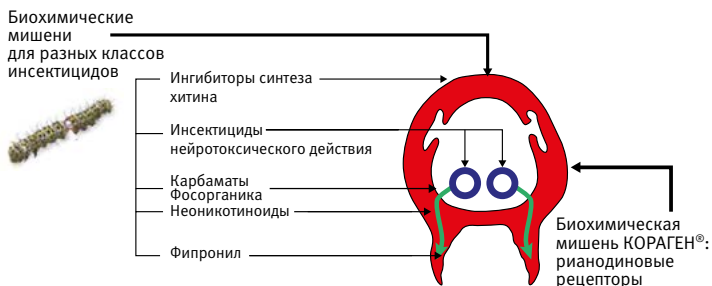 Биохимические
мишени
для разных классов
инсектицидов
Ингибиторы синтеза
хитина
Инсектициды
нейротоксического действия
Карбаматы
Фосорганика
Неоникотиноиды
Фипронил
Биохимическая
мишень КОРАГЕН®:
рианодиновые
рецепторы